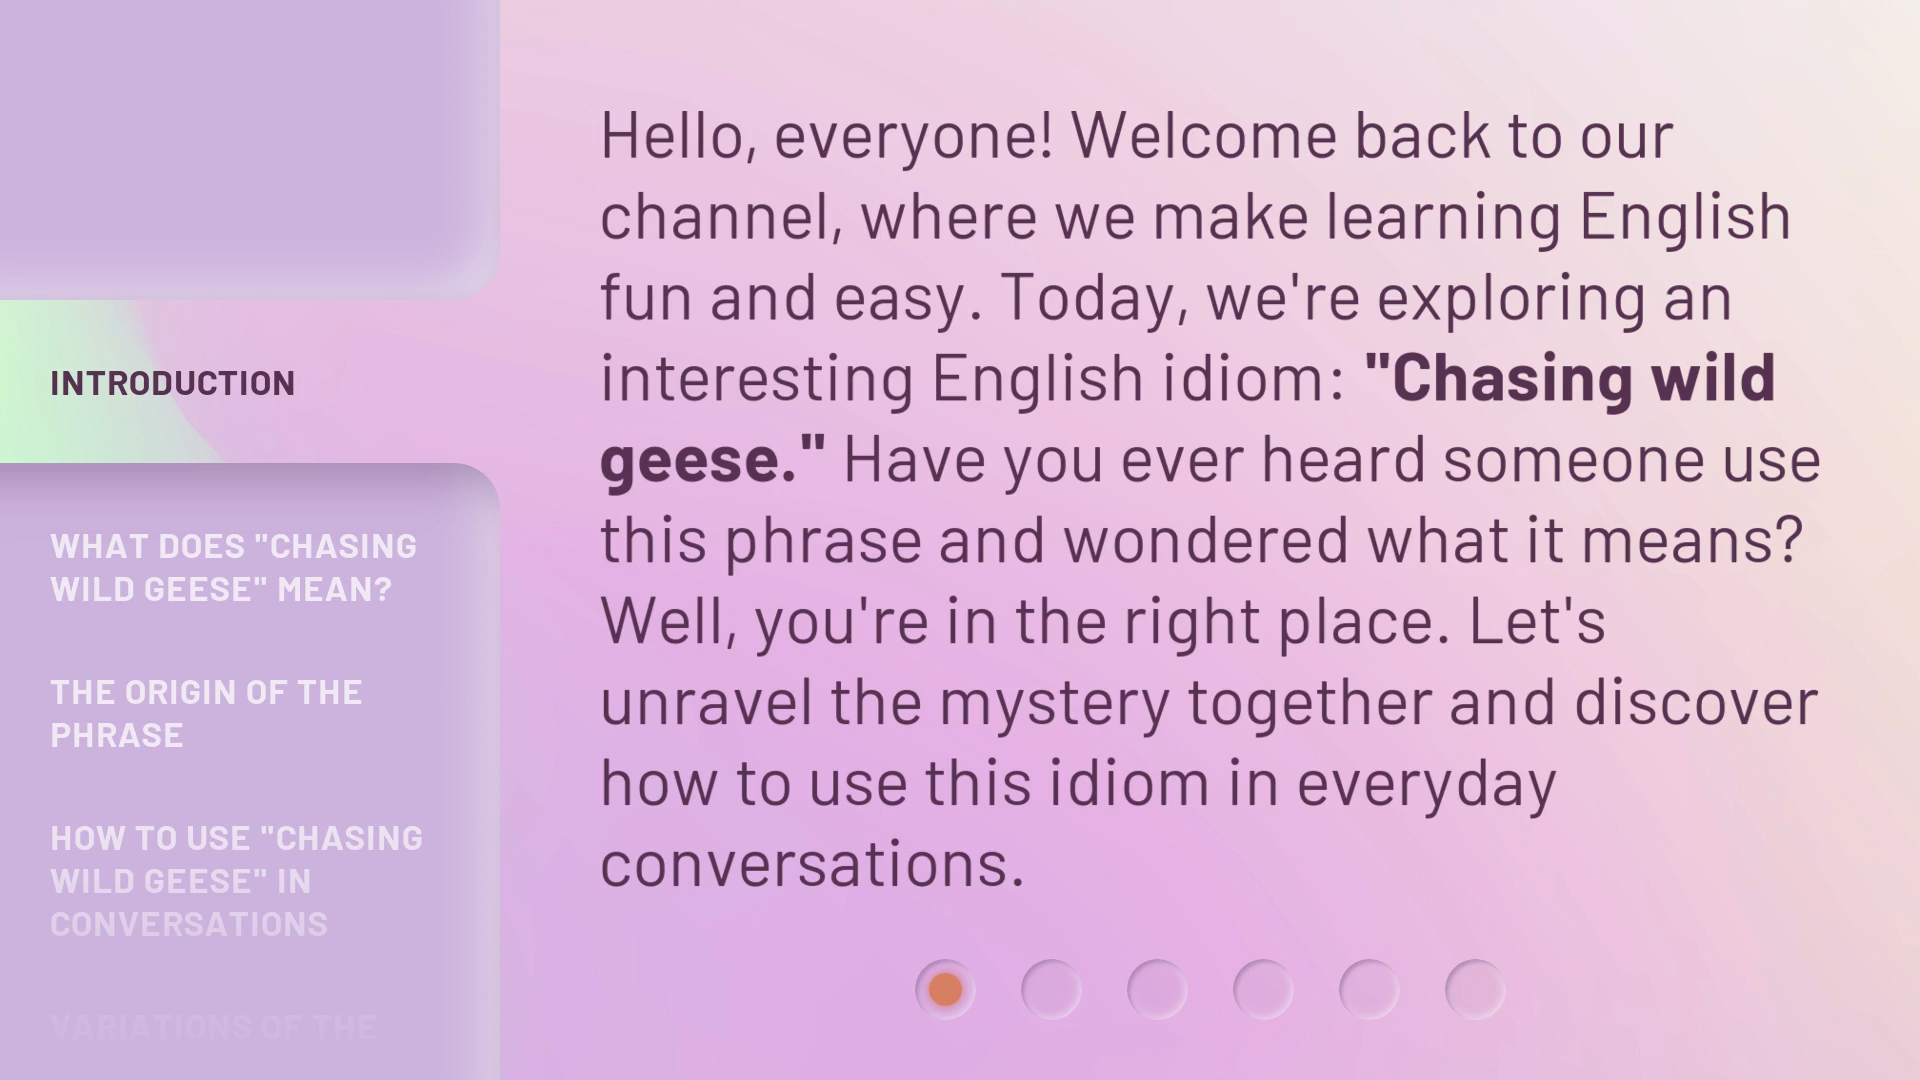 INTRODUCTION
WHAT DOES "CHASING
WILD GEESE" MEAN?
THE ORIGIN OF THE
PHRASE
HOW TO USE "CHASING
WILD GEESE" IN
CONVERSATIONS
VARIATIONS OF THE
Hello, everyone! Welcome back to our
channel, where we make learning English
fun and easy. Today, we're exploring an
interesting English idiom: "Chasing wild
geese." Have you ever heard someone use
this phrase and wondered what it means?
Well, you're in the right place. Let's
unravel the mystery together and discover
how to use this idiom in everyday
conversations.